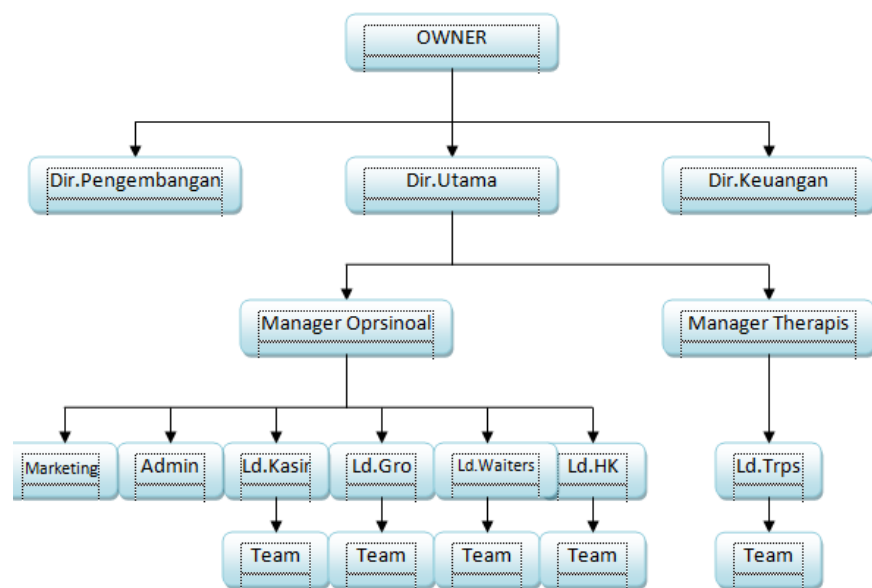 OWNER
Dir.Pengembangan
Dir.Utama
Dir.Keuangan
Manager Oprsinoal
Manager Therapis
Marketing
Admin
Ld.Kasir
Ld.Gro
Ld.Waiters
Ld.HK
Ld.Trps
Team
Team
Team
Team
Team